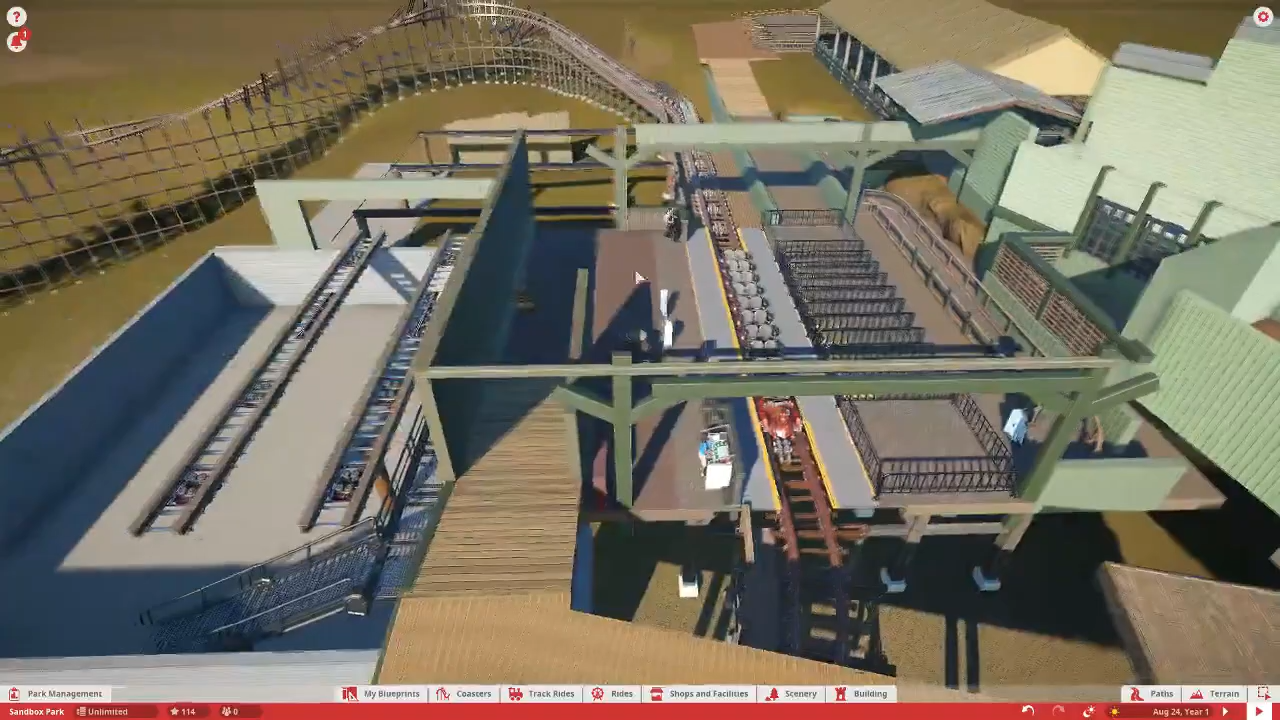 ?
1
Park Management
My Blueprints
Coasters
Track Rides
Rides
Shops and Facilities
Scenery
Building
Paths
Terrain
Sandbox Park
Unlimited
114
0
Aug 24, Year 1